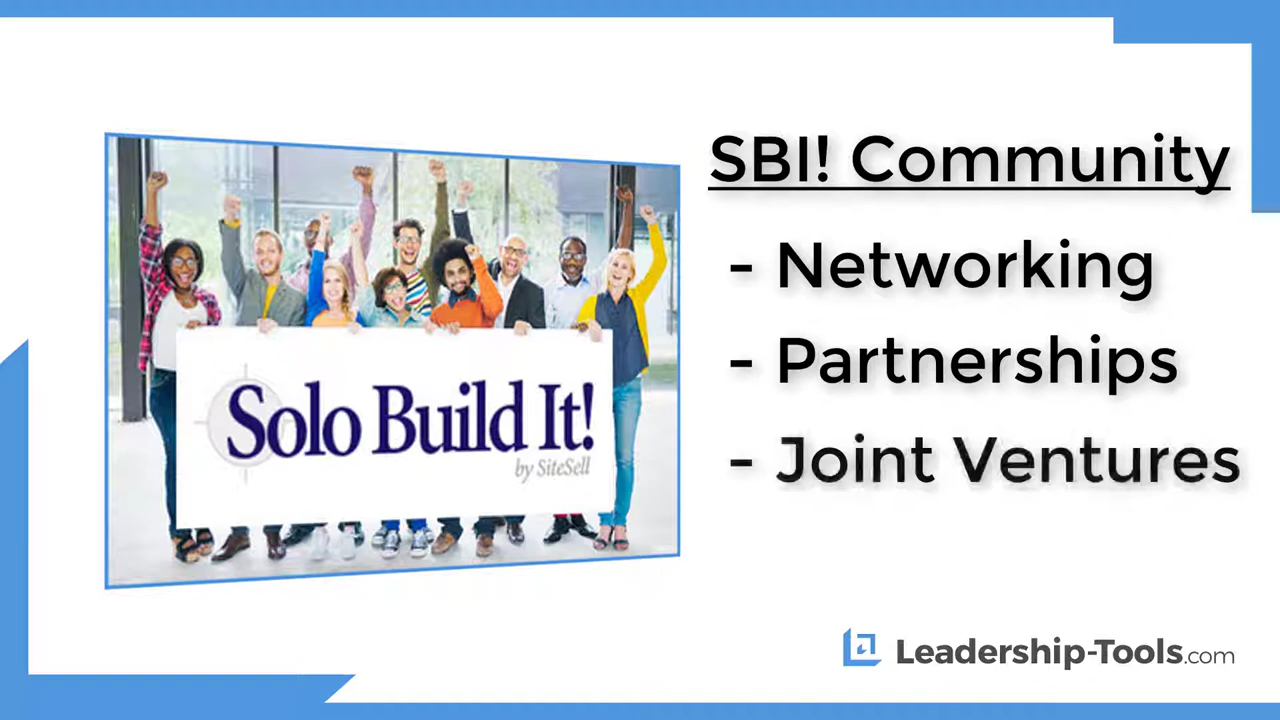 SBI! Community
- Networking
- Partnerships
- Joint Ventures
Solo Build It!
by SiteSell
Leadership-Tools.com